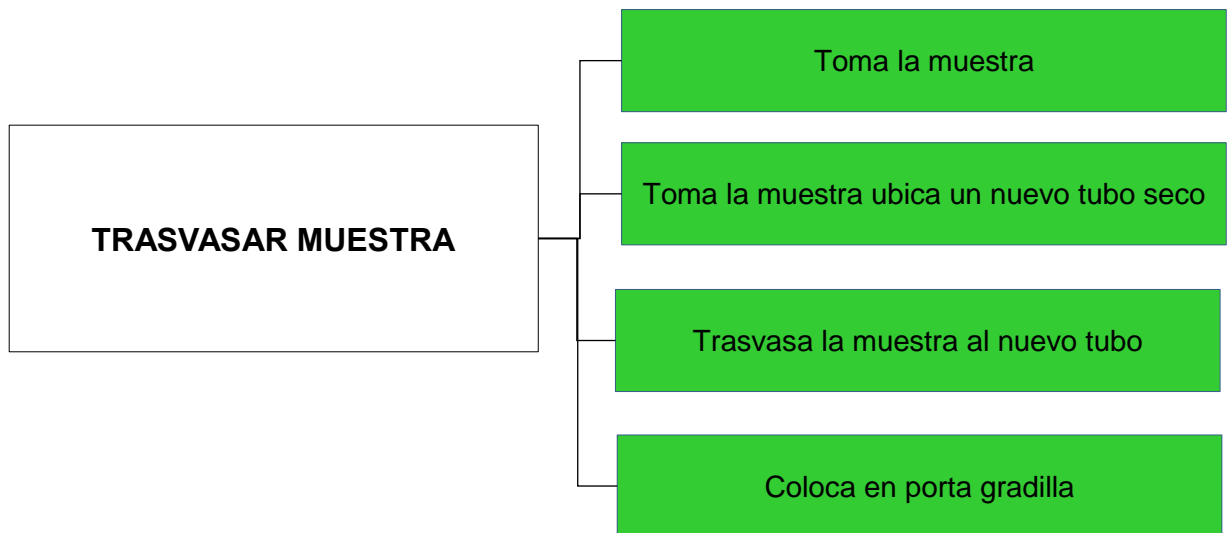 Toma la muestra
Toma la muestra ubica un nuevo tubo seco
TRASVASAR MUESTRA
Trasvasa la muestra al nuevo tubo
Coloca en porta gradilla